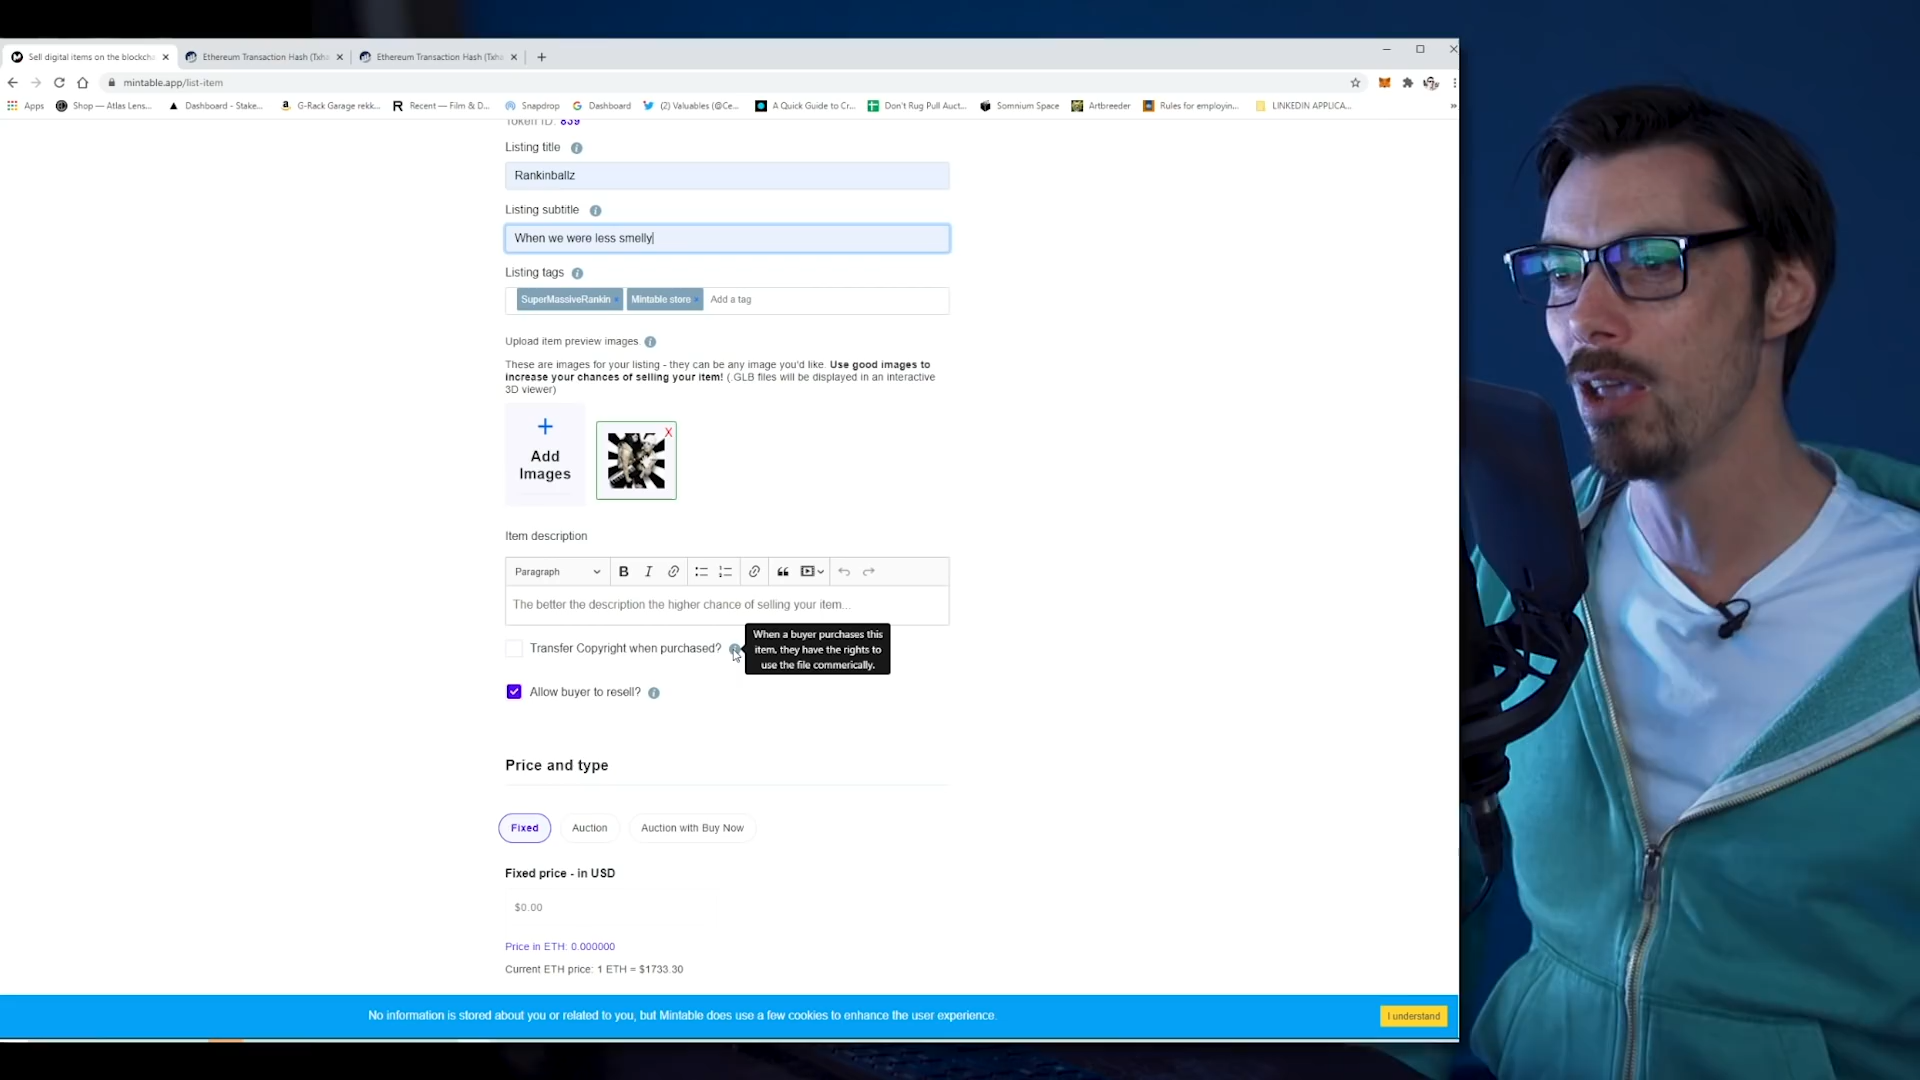 Sell digital items on the blockcha
Ethereum Transaction Hash (Txha
Ethereum Transaction Hash (Txha
mintable.app/list-item
Apps
Shop — Atlas Lens...
Dashboard - Stake...
G-Rack Garage rekk...
Recent — Film & D...
Snapdrop
Dashboard
(2) Valuables (@Ce...
A Quick Guide to Cr...
Don't Rug Pull Auct...
Somnium Space
Artbreeder
Rules for employin...
LINKEDIN APPLICA...
Token ID: 839
Listing title
Rankinballz
Listing subtitle
When we were less smelly
Listing tags
SuperMassiveRankin ×
Mintable store ×
Add a tag
Upload item preview images.
These are images for your listing - they can be any image you'd like. Use good images to
increase your chances of selling your item! (.GLB files will be displayed in an interactive
3D viewer)
Add
Images
X
Item description
Paragraph
B
I
The better the description the higher chance of selling your item...
Transfer Copyright when purchased?
When a buyer purchases this
item, they have the rights to
use the file commerically.
Allow buyer to resell?
Price and type
Fixed
Auction
Auction with Buy Now
Fixed price - in USD
$0.00
Price in ETH: 0.000000
Current ETH price: 1 ETH = $1733.30
No information is stored about you or related to you, but Mintable does use a few cookies to enhance the user experience.
I understand